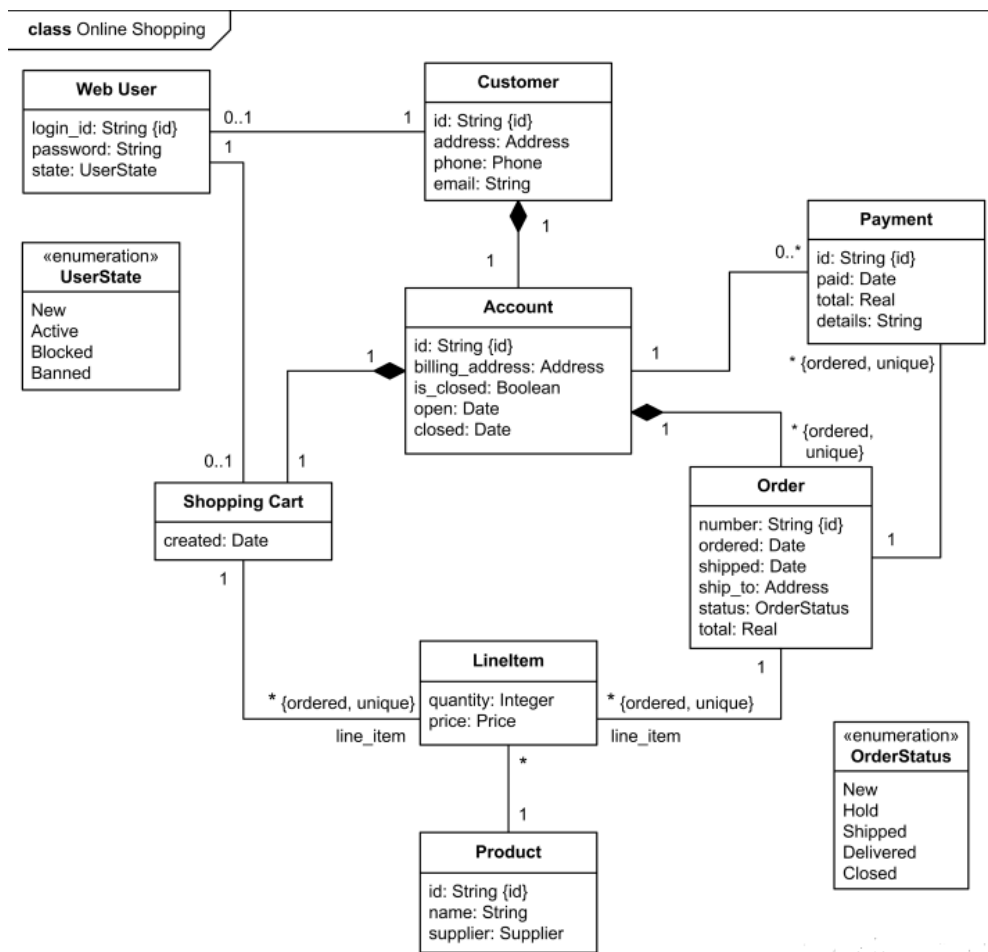 class Online Shopping
Web User
login_id: String {id}
password: String
state: UserState
0..1
1
1
Customer
id: String {id}
address: Address
phone: Phone
email: String
1
1
«enumeration»
UserState
New
Active
Blocked
Banned
Account
id: String {id}
billing_address: Address
is_closed: Boolean
open: Date
closed: Date
1
1
1
Payment
id: String {id}
paid: Date
total: Real
details: String
0..*
* {ordered, unique}
* {ordered,
unique}
0..1
1
Shopping Cart
created: Date
1
Order
number: String {id}
ordered: Date
shipped: Date
ship_to: Address
status: OrderStatus
total: Real
1
1
LineItem
quantity: Integer
price: Price
* {ordered, unique}
line_item
* {ordered, unique}
line_item
*
1
Product
id: String {id}
name: String
supplier: Supplier
«enumeration»
OrderStatus
New
Hold
Shipped
Delivered
Closed